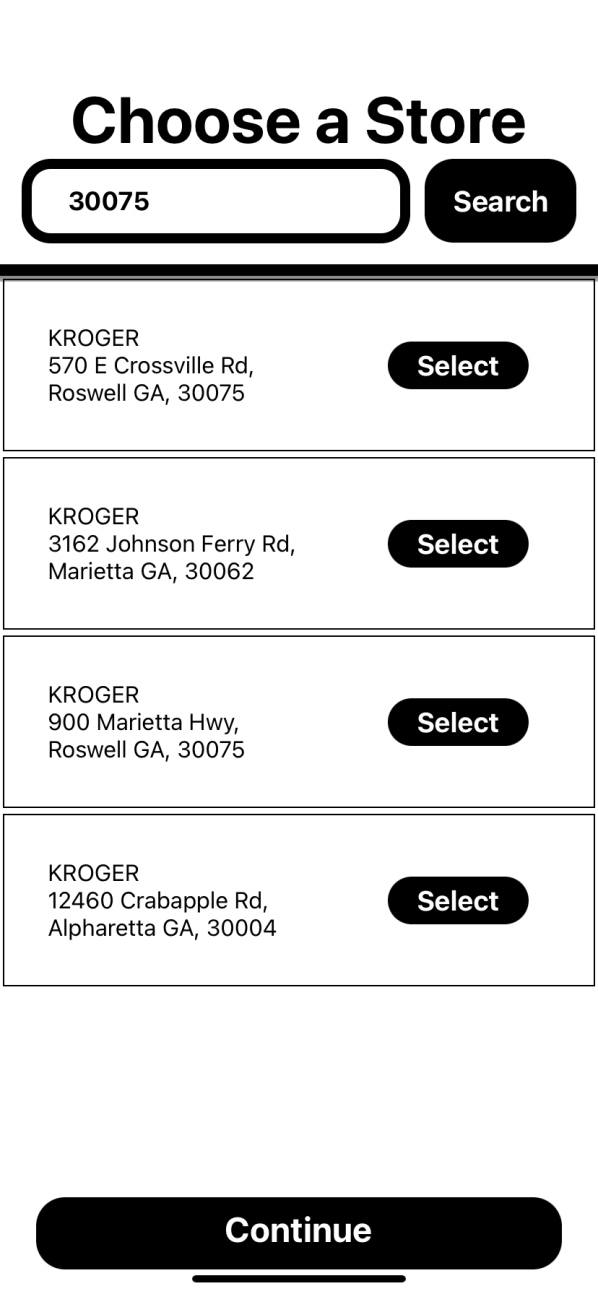 Choose a Store
30075
Search
KROGER
570 E Crossville Rd,
Roswell GA, 30075
Select
KROGER
3162 Johnson Ferry Rd,
Marietta GA, 30062
Select
KROGER
900 Marietta Hwy,
Roswell GA, 30075
Select
KROGER
12460 Crabapple Rd,
Alpharetta GA, 30004
Select
Continue